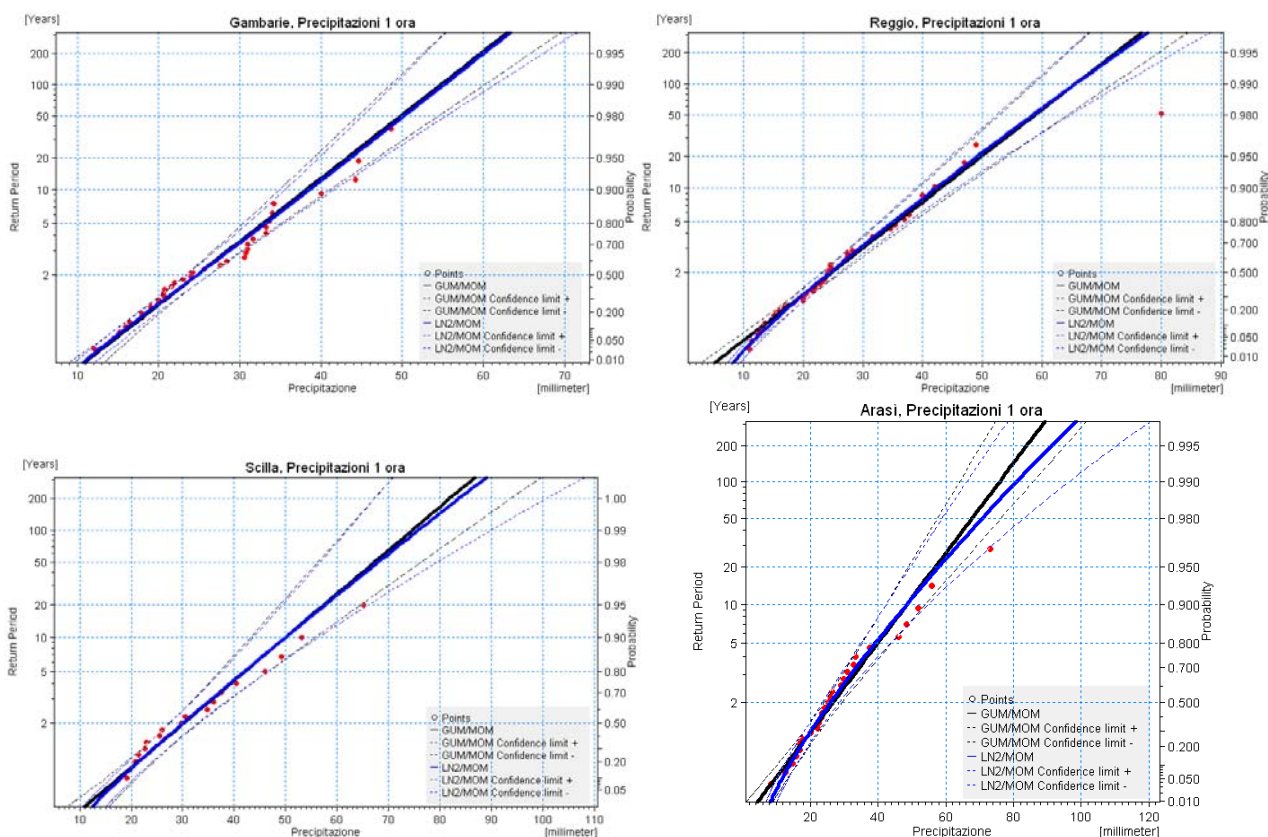 [Years]
Gambarie, Precipitazioni 1 ora
200
100
50
20
10
5
2
Return Period
0.995
0.990
0.980
0.950
0.900
0.800
0.700
0.500
0.200
0.050
0.010
Probability
Points
GUM/MOM
GUM/MOM Confidence limit +
GUM/MOM Confidence limit -
LN2/MOM
LN2/MOM Confidence limit +
LN2/MOM Confidence limit -
10 20 30 40 50 60 70
Precipitazione
[millimeter]
[Years]
Reggio, Precipitazioni 1 ora
200
100
50
20
10
5
2
Return Period
0.995
0.990
0.980
0.950
0.900
0.800
0.700
0.500
0.200
0.050
0.010
Probability
Points
GUM/MOM
GUM/MOM Confidence limit +
GUM/MOM Confidence limit -
LN2/MOM
LN2/MOM Confidence limit +
LN2/MOM Confidence limit -
10 20 30 40 50 60 70 80 90
Precipitazione
[millimeter]
[Years]
Scilla, Precipitazioni 1 ora
200
100
50
20
10
5
2
Return Period
1.00
0.99
0.98
0.95
0.90
0.80
0.70
0.50
0.20
0.05
Probability
Points
GUM/MOM
GUM/MOM Confidence limit +
GUM/MOM Confidence limit -
LN2/MOM
LN2/MOM Confidence limit +
LN2/MOM Confidence limit -
10 20 30 40 50 60 70 80 90 100 110
Precipitazione
[millimeter]
[Years]
Arasì, Precipitazioni 1 ora
200
100
50
20
10
5
2
Return Period
0.995
0.990
0.980
0.950
0.900
0.800
0.700
0.500
0.200
0.050
0.010
Probability
Points
GUM/MOM
GUM/MOM Confidence limit +
GUM/MOM Confidence limit -
LN2/MOM
LN2/MOM Confidence limit +
LN2/MOM Confidence limit -
20 40 60 80 100 120
Precipitazione
[millimeter]